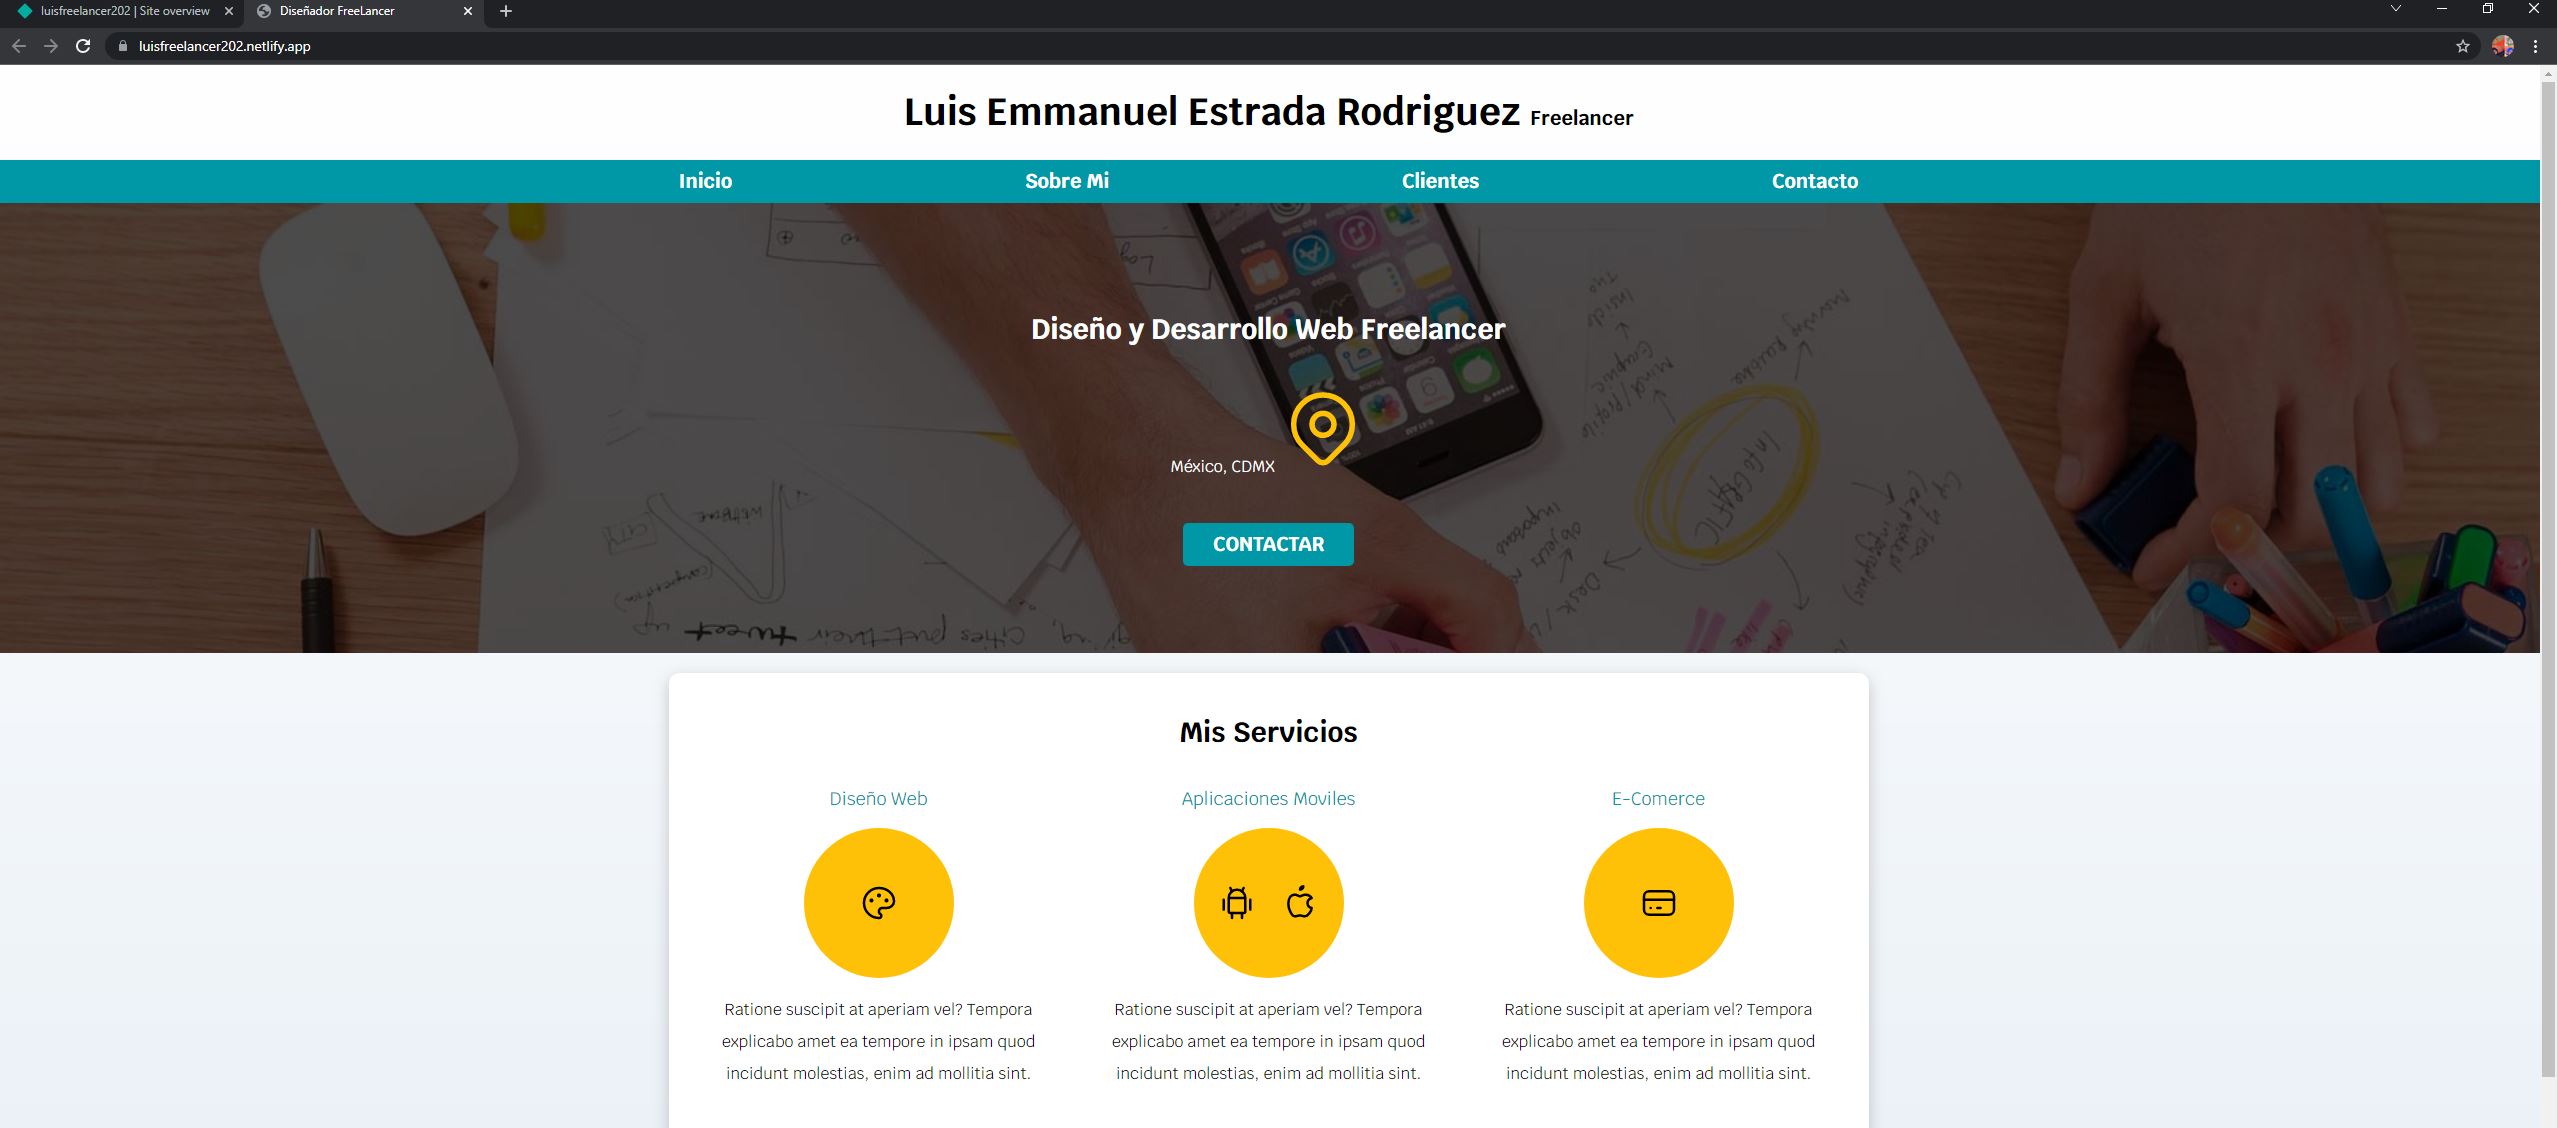 luisfreelancer202 | Site overview
Diseñador FreeLancer
luisfreelancer202.netlify.app
Luis Emmanuel Estrada Rodriguez Freelancer
Inicio Sobre Mi Clientes Contacto
Diseño y Desarrollo Web Freelancer
México, CDMX
CONTACTAR
Mis Servicios
Diseño Web Aplicaciones Moviles E-Comerce
Ratione suscipit at aperiam vel? Tempora
explicabo amet ea tempore in ipsam quod
incidunt molestias, enim ad mollitia sint.
Ratione suscipit at aperiam vel? Tempora
explicabo amet ea tempore in ipsam quod
incidunt molestias, enim ad mollitia sint.
Ratione suscipit at aperiam vel? Tempora
explicabo amet ea tempore in ipsam quod
incidunt molestias, enim ad mollitia sint.